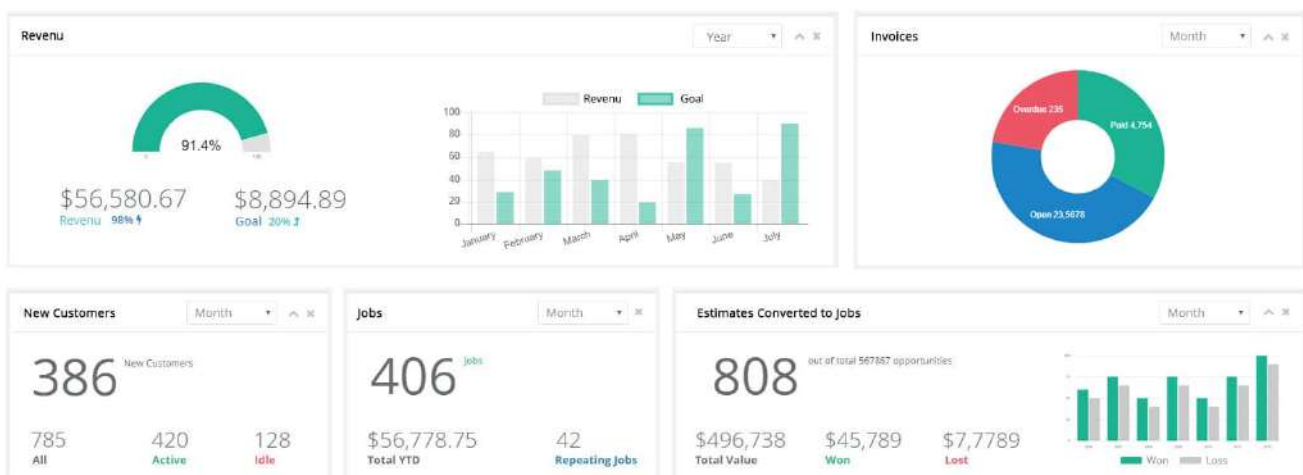 Revenu
Year
91.4%
0
100
$56,580.67
Revenu 98%
$8,894.89
Goal 20%
Revenu
Goal
100
80
60
40
20
0
January
February
March
April
May
June
July
Invoices
Month
Overdue 235
Paid 4,754
Open 23,5678
New Customers
Month
386
New Customers
785
All
420
Active
128
Idle
Jobs
Month
406
Jobs
$56,778.75
Total YTD
42
Repeating Jobs
Estimates Converted to Jobs
Month
808
out of total 567867 opportunities
$496,738
Total Value
$45,789
Won
$7,7789
Lost
Won
Loss